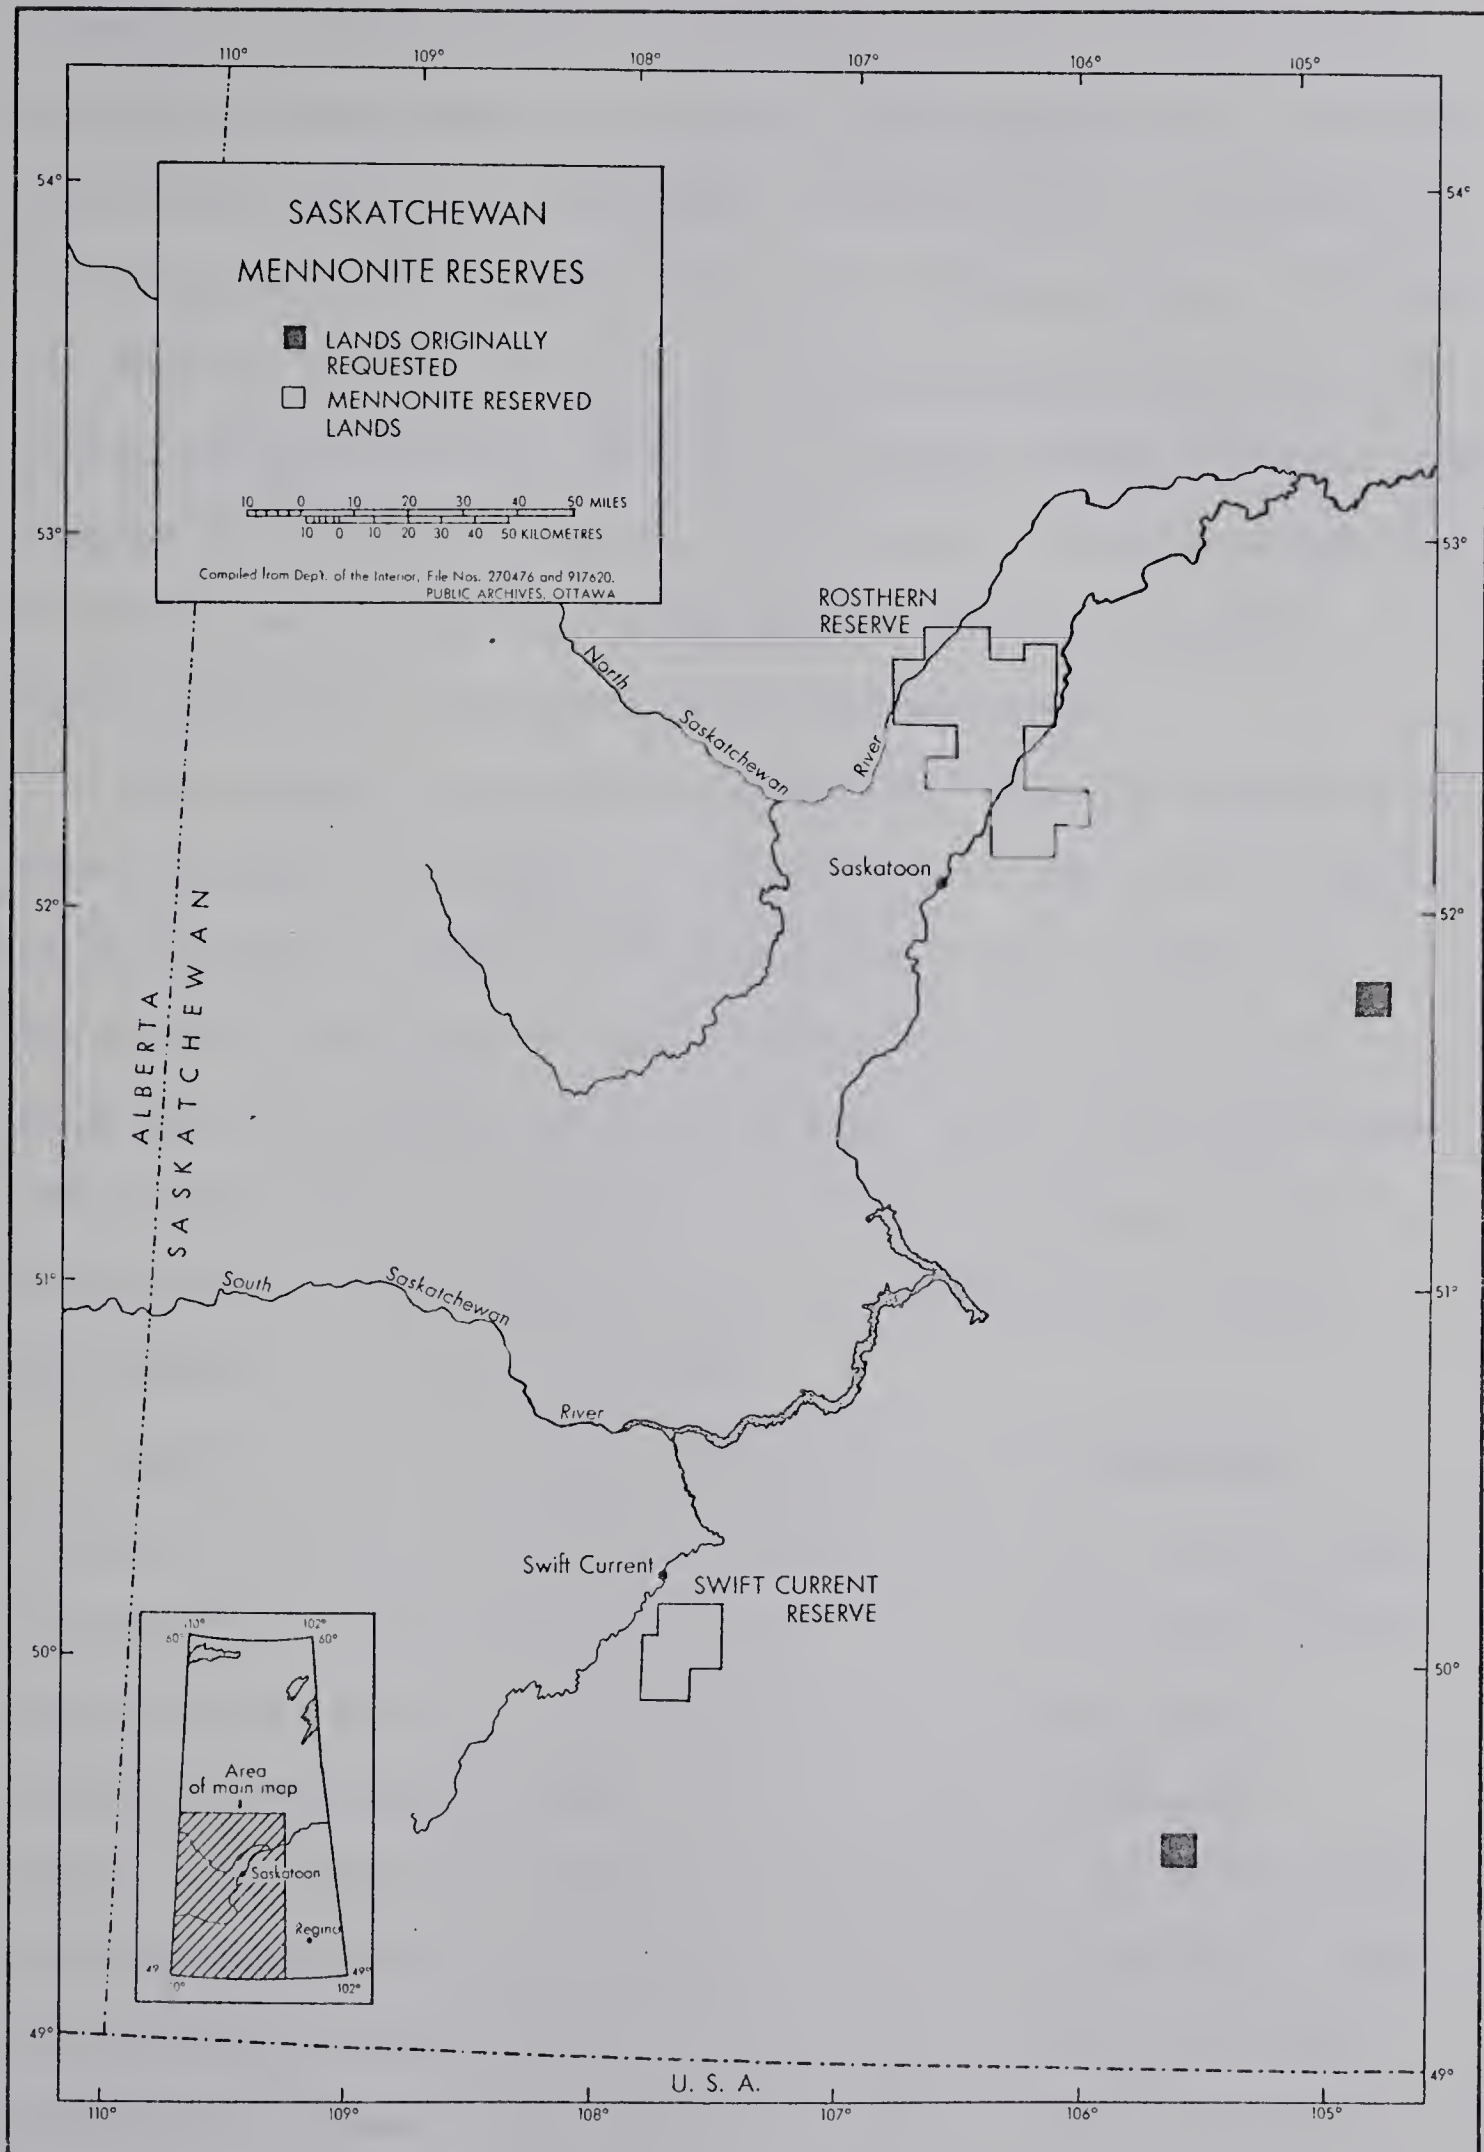 110°
109°
108°
107°
106°
105°
54°
54°
SASKATCHEWAN
MENNONITE RESERVES
LANDS ORIGINALLY
REQUESTED
MENNONITE RESERVED
LANDS
10 0 10 20 30 40 50 MILES
10 0 10 20 30 40 50 KILOMETRES
Compiled from Dep't. of the Interior, File Nos. 270476 and 917620.
PUBLIC ARCHIVES, OTTAWA
53°
53°
ROSTHERN
RESERVE
North
Saskatchewan
River
Saskatoon
52°
52°
ALBERTA
SASKATCHEWAN
51°
51°
South
Saskatchewan
River
Swift Current
SWIFT CURRENT
RESERVE
50°
50°
110°
102°
60°
60°
Area
of main map
Saskatoon
Regina
49
49°
102°
49°
49°
U. S. A.
110°
109°
108°
107°
106°
105°